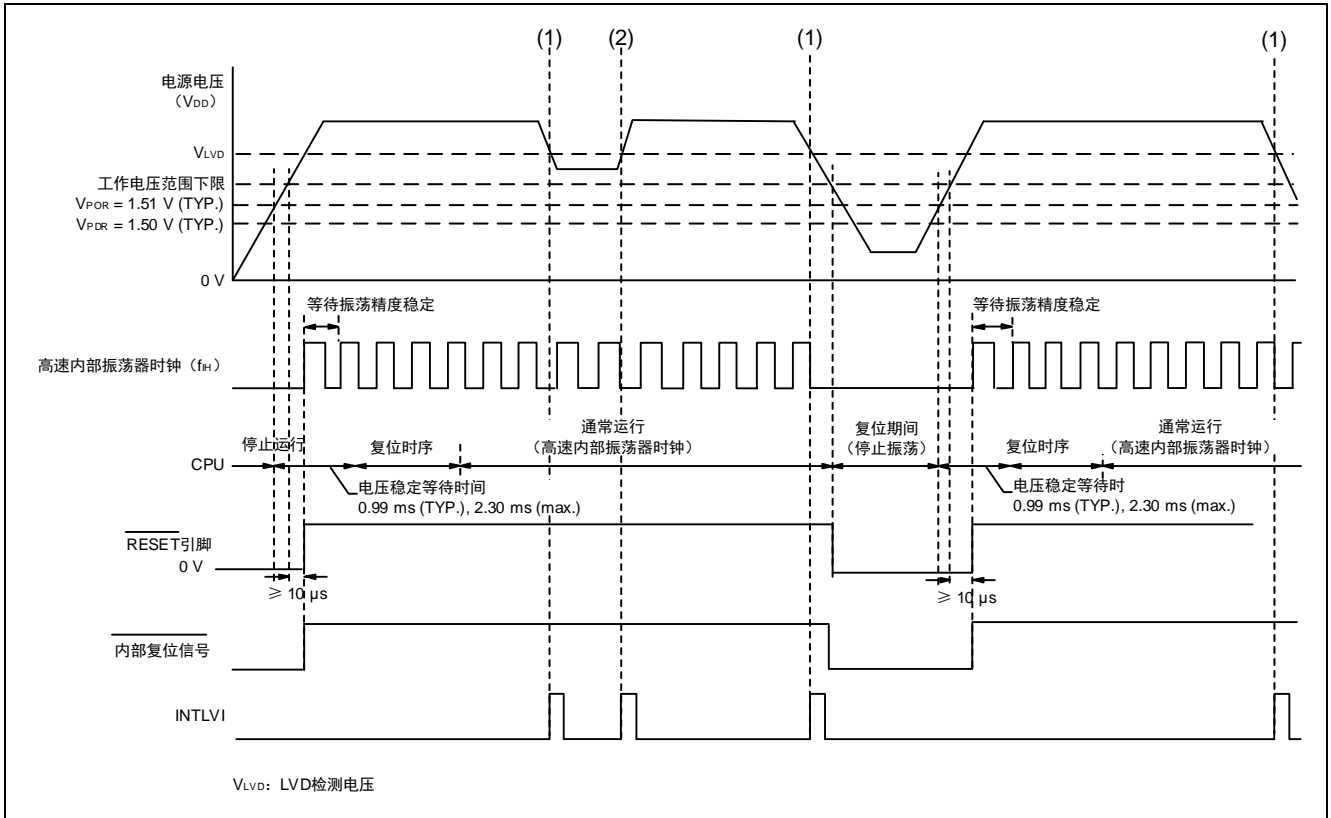 (1)
(2)
(1)
(1)
电源电压
（VDD）
VLVD
工作电压范围下限
VPOR = 1.51 V (TYP.)
VPDR = 1.50 V (TYP.)
0 V
等待振荡精度稳定
等待振荡精度稳定
高速内部振荡器时钟（fIH）
停止运行
复位时序
通常运行
（高速内部振荡器时钟）
复位期间
（停止振荡）
复位时序
通常运行
（高速内部振荡器时钟）
CPU
电压稳定等待时间
0.99 ms (TYP.), 2.30 ms (max.)
电压稳定等待时
0.99 ms (TYP.), 2.30 ms (max.)
RESET引脚
0 V
≥ 10 µs
≥ 10 µs
内部复位信号
INTLVI
VLVD：LVD检测电压